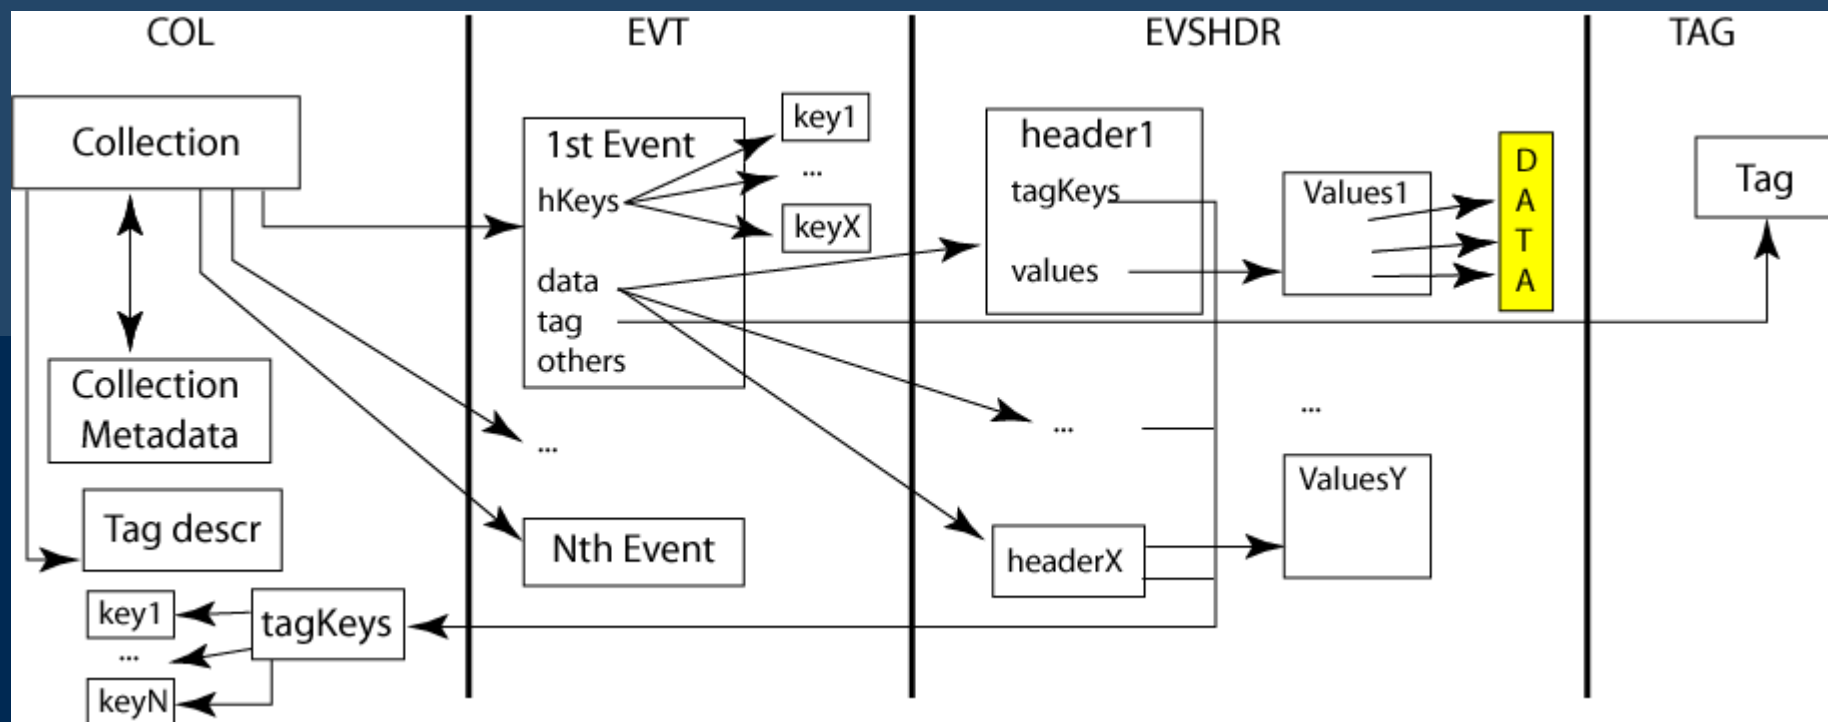 COL
EVT
EVSHDR
TAG
Collection
Collection
Metadata
Tag descr
tagKeys
key1
...
keyN
1st Event
hKeys
data
tag
others
key1
...
keyX
...
Nth Event
header1
tagKeys
values
...
headerX
Values1
...
ValuesY
D
A
T
A
Tag